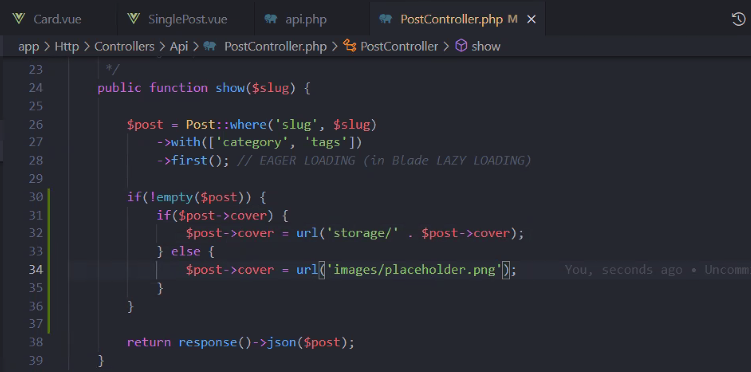 Card.vue SinglePost.vue api.php PostController.php M ×
app > Http > Controllers > Api > PostController.php > PostController > show
23 */
24 public function show($slug) {
25
26 $post = Post::where('slug', $slug)
27 ->with(['category', 'tags'])
28 ->first(); // EAGER LOADING (in Blade LAZY LOADING)
29
30 if(!empty($post)) {
31 if($post->cover) {
32 $post->cover = url('storage/' . $post->cover);
33 } else {
34 $post->cover = url('images/placeholder.png'); You, seconds ago • Uncomm
35 }
36 }
37
38 return response()->json($post);
39 }